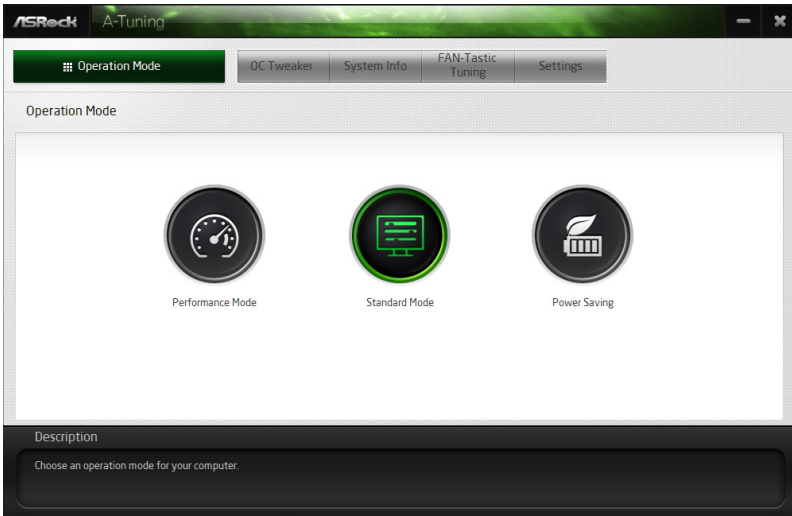 ASRock A-Tuning
Operation Mode OC Tweaker System Info FAN-Tastic Tuning Settings
Operation Mode
Performance Mode Standard Mode Power Saving
Description
Choose an operation mode for your computer.